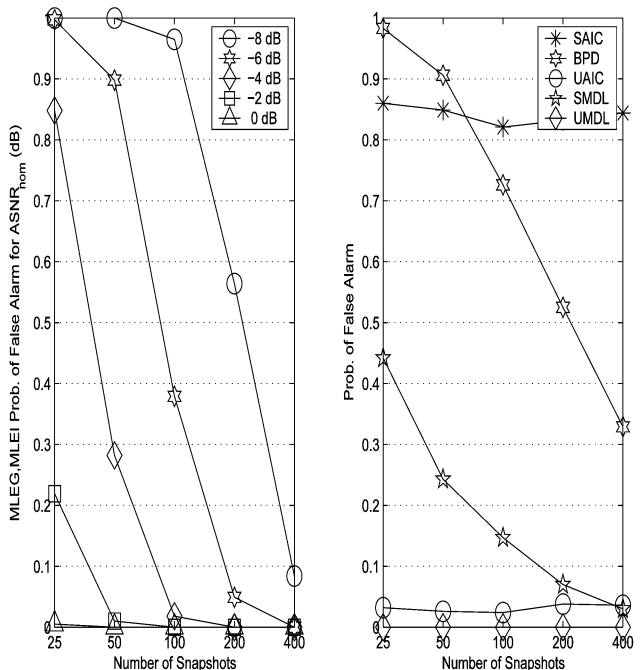 MLEG,MLEI Prob. of False Alarm for ASNRnom (dB)
1
0.9
0.8
0.7
0.6
0.5
0.4
0.3
0.2
0.1
0
25 50 100 200 400
Number of Snapshots
−8 dB
−6 dB
−4 dB
−2 dB
0 dB
Prob. of False Alarm
1
0.9
0.8
0.7
0.6
0.5
0.4
0.3
0.2
0.1
0
25 50 100 200 400
Number of Snapshots
SAIC
BPD
UAIC
SMDL
UMDL